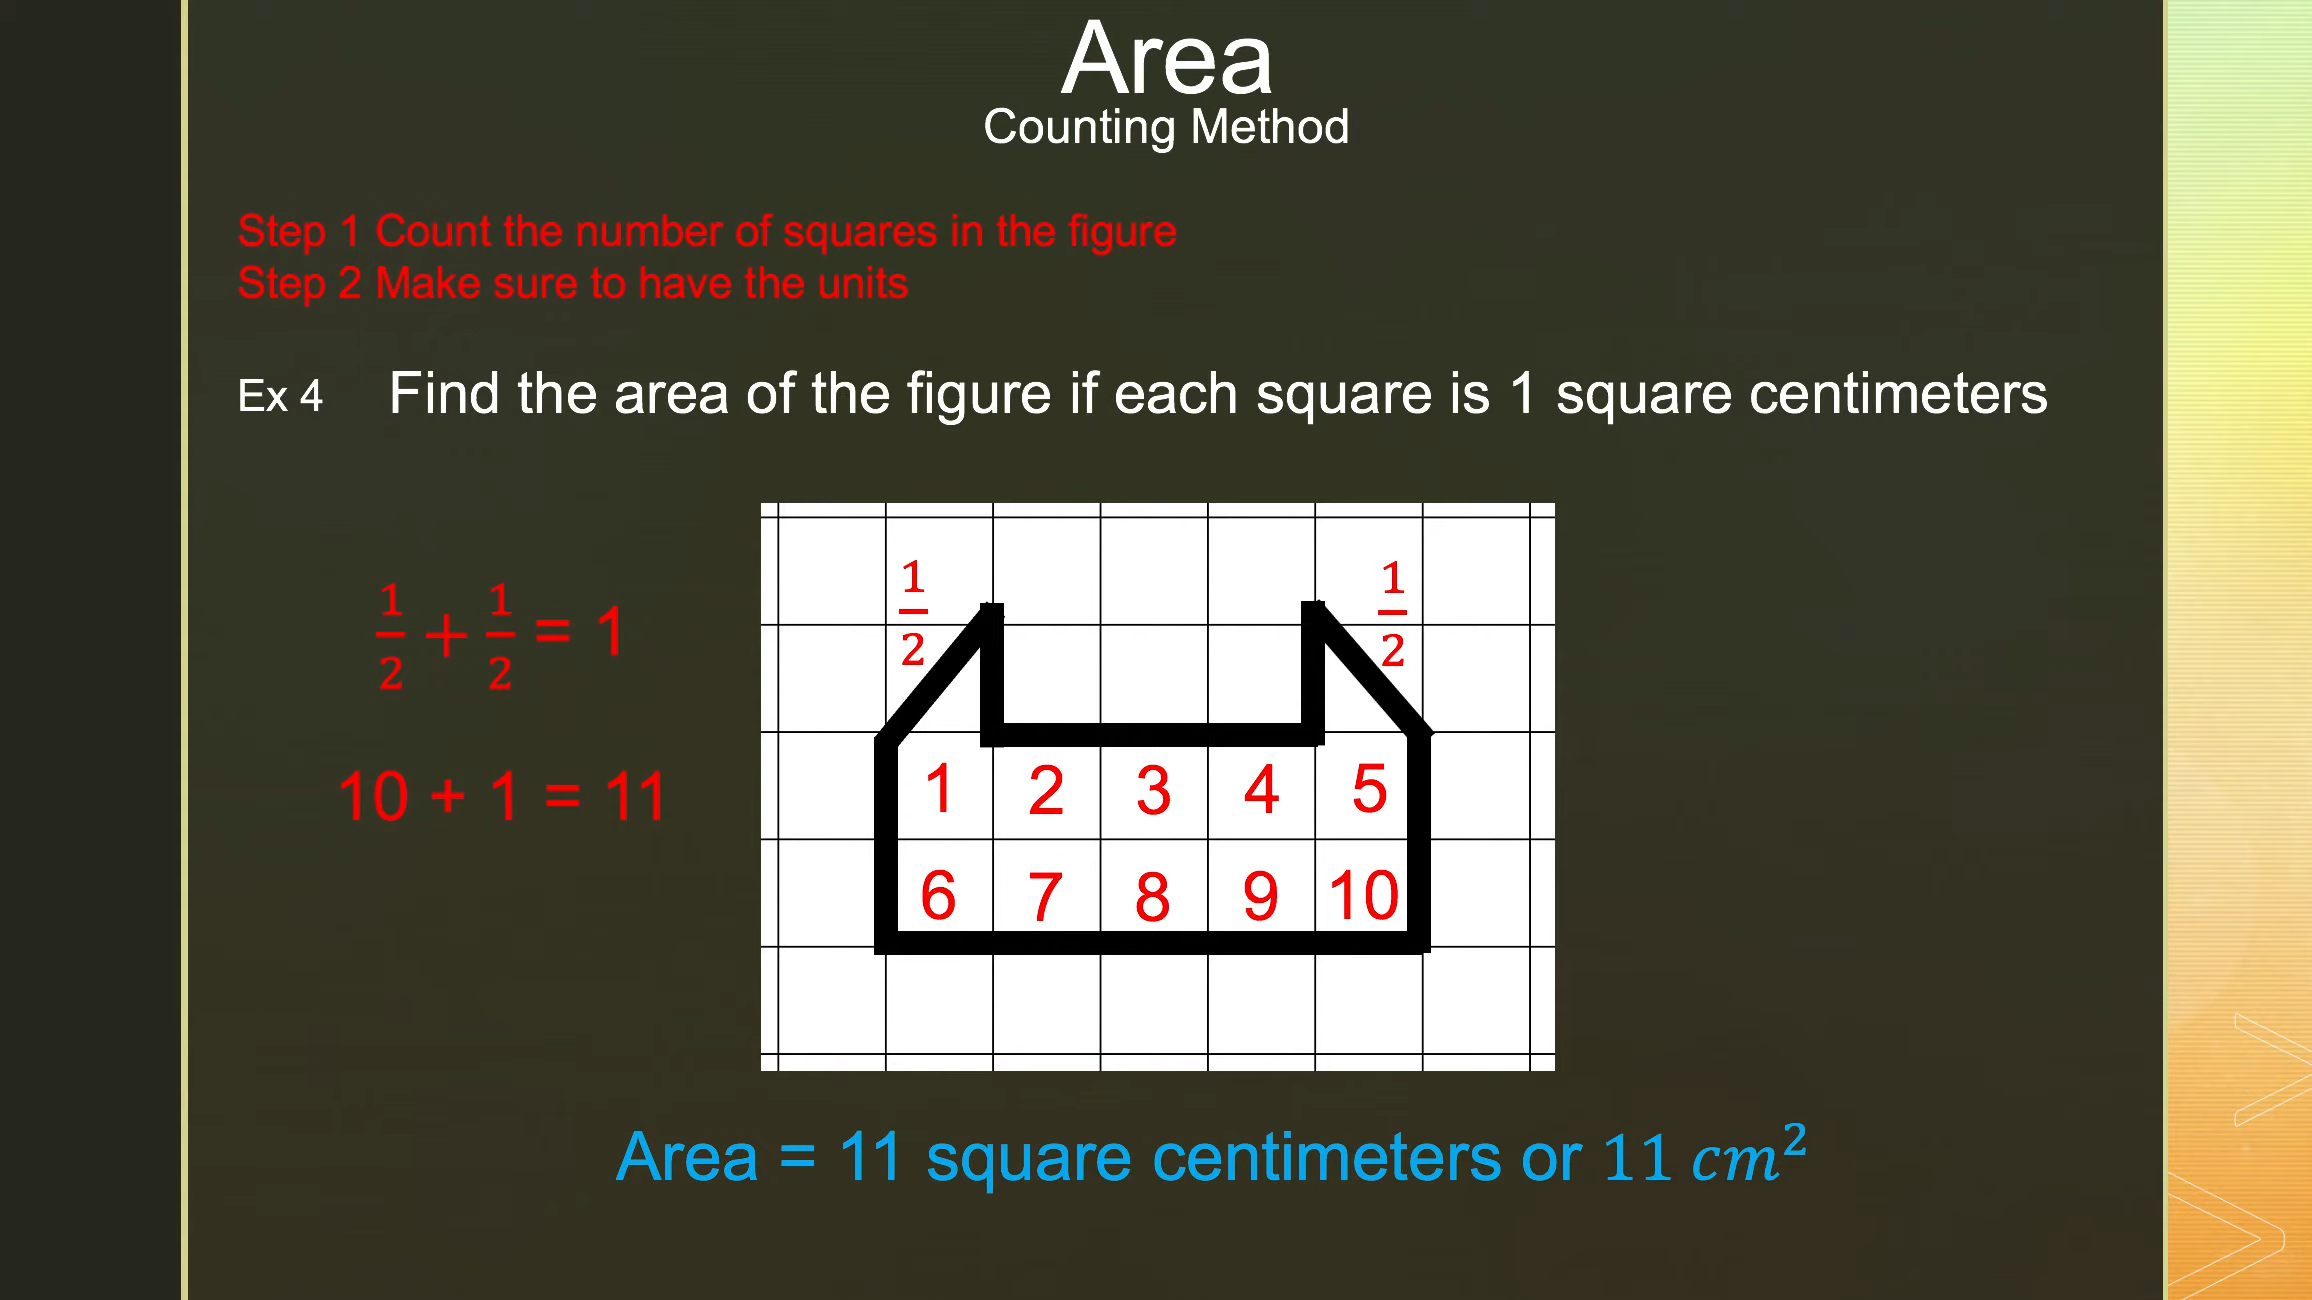 Area
Counting Method
Step 1 Count the number of squares in the figure
Step 2 Make sure to have the units
Ex 4 Find the area of the figure if each square is 1 square centimeters
1/2 + 1/2 = 1
10 + 1 = 11
1/2 1/2
1 2 3 4 5
6 7 8 9 10
Area = 11 square centimeters or 11 cm²